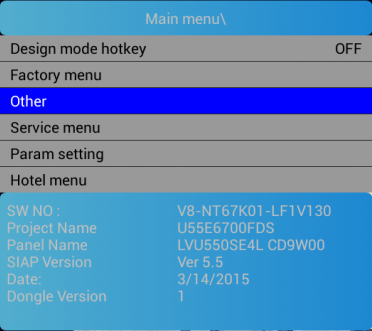 Main menu\
Design mode hotkey OFF
Factory menu
Other
Service menu
Param setting
Hotel menu
SW NO : V8-NT67K01-LF1V130
Project Name U55E6700FDS
Panel Name LVU550SE4L CD9W00
SIAP Version Ver 5.5
Date: 3/14/2015
Dongle Version 1